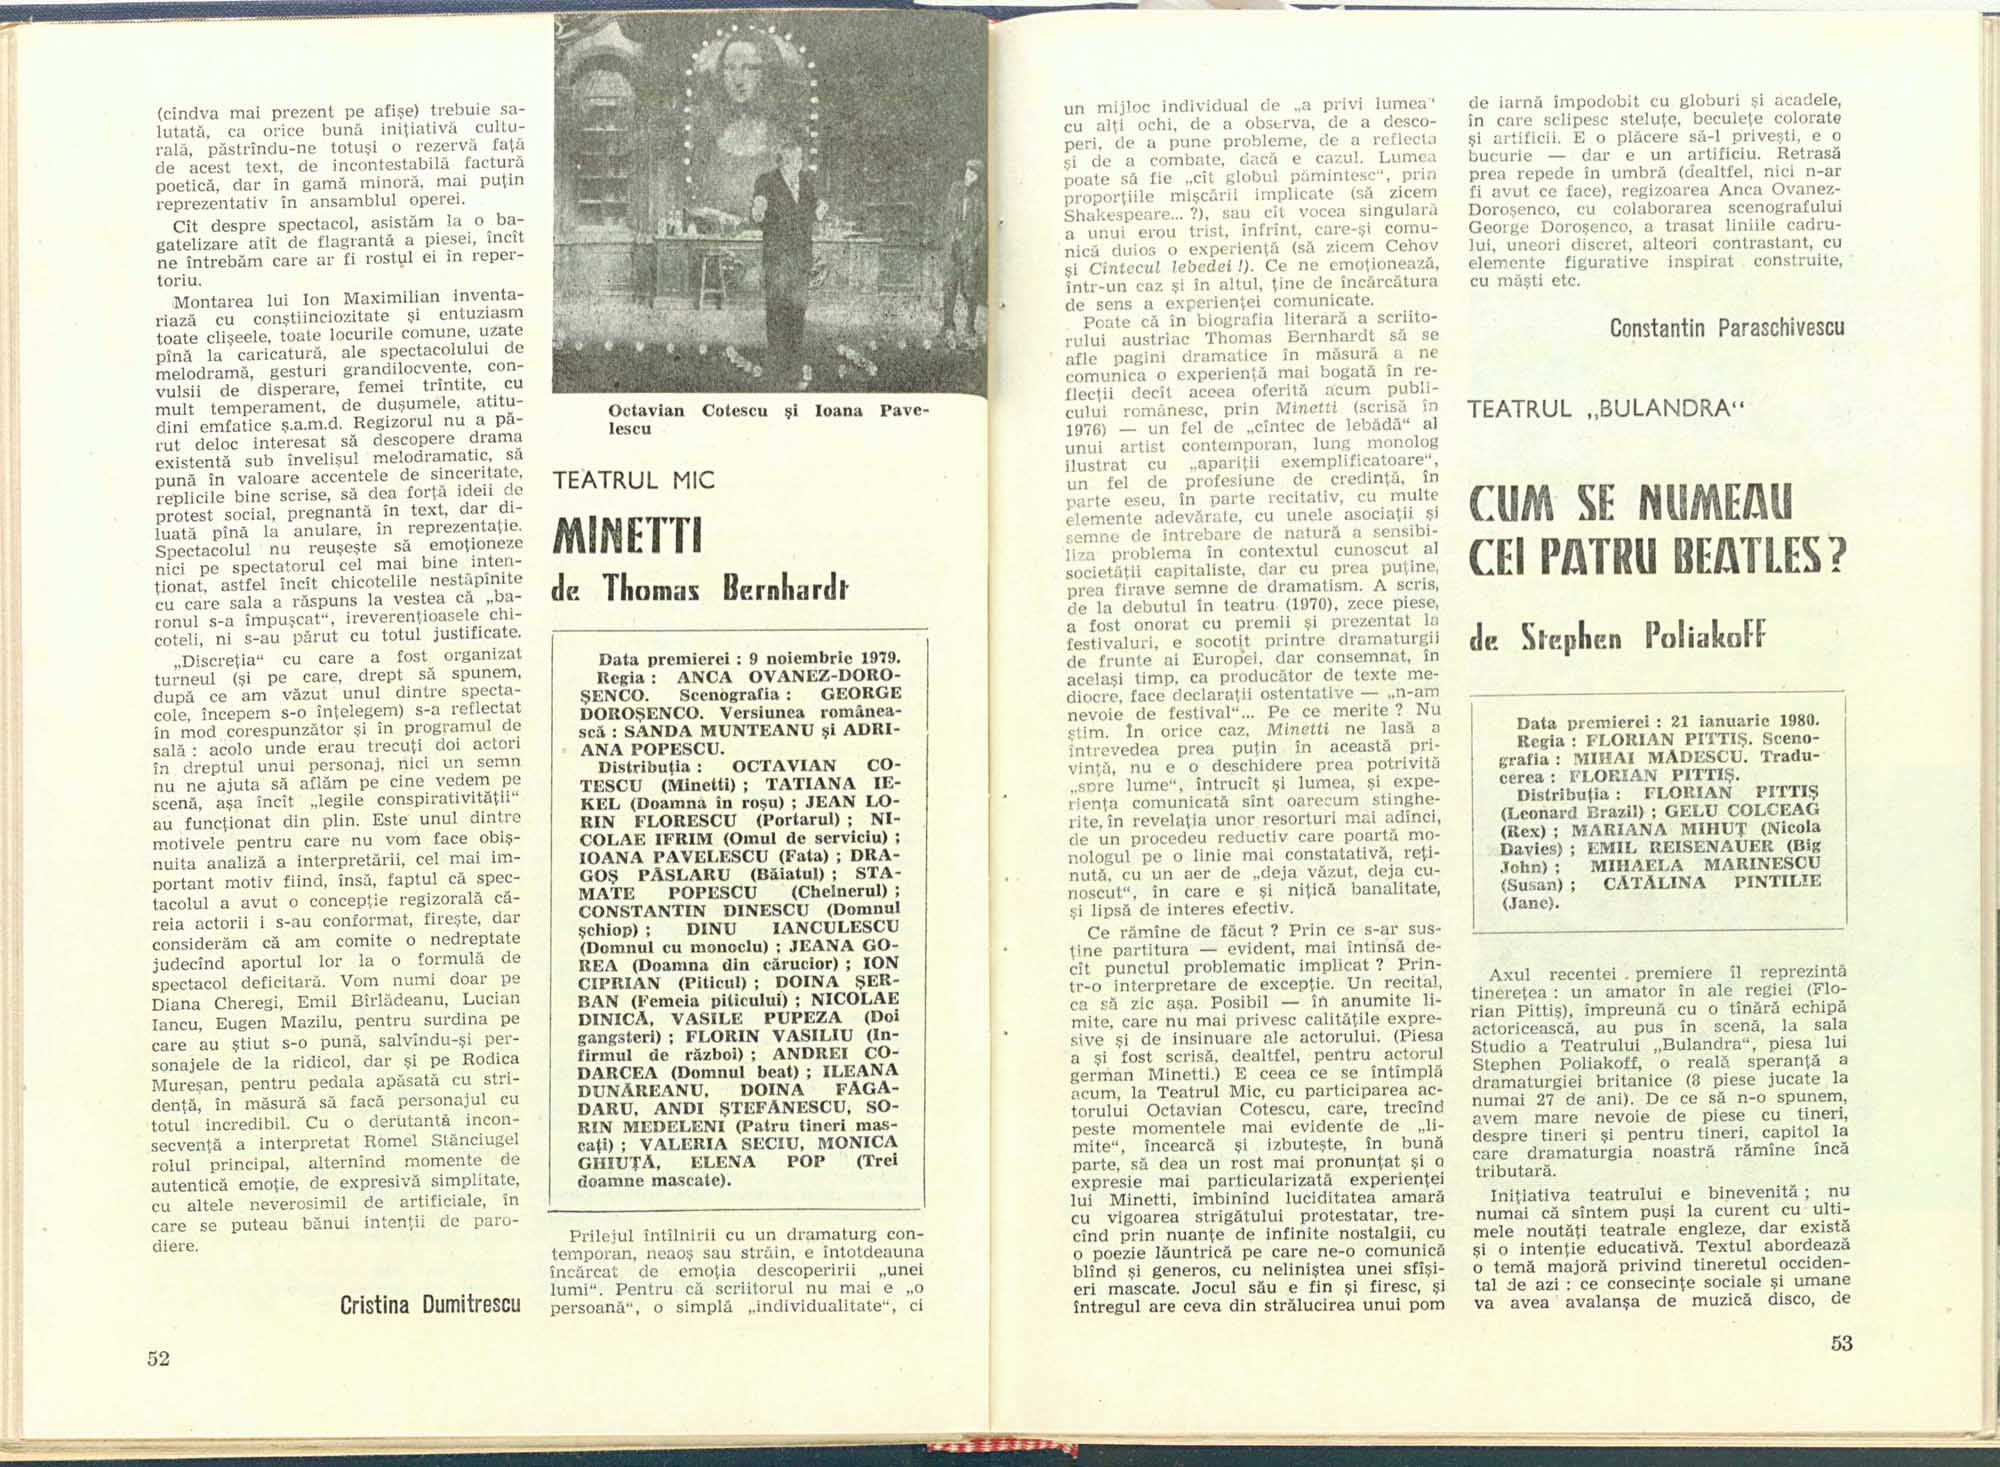 (cîndva mai prezent pe afișe) trebuie sa-
lutată, ca orice bună inițiativă cultu-
rală, păstrîndu-ne totuși o rezervă față
de acest text, de incontestabilă factură
poetică, dar în gamă minoră, mai puțin
reprezentativ în ansamblul operei.
Cît despre spectacol, asistăm la o ba-
gatelizare atît de flagrantă a piesei, încît
ne întrebăm care ar fi rostul ei în reper-
toriu.
Montarea lui Ion Maximilian inventa-
riază cu conștiinciozitate și entuziasm
toate clișeele, toate locurile comune, uzate
pînă la caricatură, ale spectacolului de
melodramă, gesturi grandilocvente, con-
vulsii de disperare, femei trîntite, cu
mult temperament, de dușumele, atitu-
dini emfatice ș.a.m.d. Regizorul nu a pă-
rut deloc interesat să descopere drama
existentă sub învelișul melodramatic, să
pună în valoare accentele de sinceritate,
replicile bine scrise, să dea forță ideii de
protest social, pregnantă în text, dar di-
luată pînă la anulare, în reprezentație.
Spectacolul nu reușește să emoționeze
nici pe spectatorul cel mai bine inten-
ționat, astfel încît chicotelile nestăpînite
cu care sala a răspuns la vestea că „ba-
ronul s-a împușcat“, ireverențioasele chi-
coteli, ni s-au părut cu totul justificate.
„Discreția“ cu care a fost organizat
turneul (și pe care, drept să spunem,
după ce am văzut unul dintre specta-
cole, începem s-o înțelegem) s-a reflectat
în mod corespunzător și în programul de
sală : acolo unde erau trecuți doi actori
în dreptul unui personaj, nici un semn
nu ne ajuta să aflăm pe cine vedem pe
scenă, așa încît „legile conspirativității“
au funcționat din plin. Este unul dintre
motivele pentru care nu vom face obiș-
nuita analiză a interpretării, cel mai im-
portant motiv fiind, însă, faptul că spec-
tacolul a avut o concepție regizorală că-
reia actorii i s-au conformat, firește, dar
considerăm că am comite o nedreptate
judecînd aportul lor la o formulă de
spectacol deficitară. Vom numi doar pe
Diana Cheregi, Emil Bîrlădeanu, Lucian
Iancu, Eugen Mazilu, pentru surdina pe
care au știut s-o pună, salvîndu-și per-
sonajele de la ridicol, dar și pe Rodica
Mureșan, pentru pedala apăsată cu stri-
dență, în măsură să facă personajul cu
totul incredibil. Cu o derutantă incon-
secvență a interpretat Romel Stănciugel
rolul principal, alternînd momente de
autentică emoție, de expresivă simplitate,
cu altele neverosimil de artificiale, în
care se puteau bănui intenții de paro-
diere.
Cristina Dumitrescu
52
Octavian Cotescu și Ioana Pave-
lescu
TEATRUL MIC
MINETTI
de Thomas Bernhardt
Data premierei : 9 noiembrie 1979.
Regia : ANCA OVANEZ-DORO-
ȘENCO. Scenografia : GEORGE
DOROȘENCO. Versiunea româneas-
că : SANDA MUNTEANU și ADRI-
ANA POPESCU.
Distribuția : OCTAVIAN CO-
TESCU (Minetti) ; TATIANA IE-
KEL (Doamna în roșu) ; JEAN LO-
RIN FLORESCU (Portarul) ; NI-
COLAE IFRIM (Omul de serviciu) ;
IOANA PAVELESCU (Fata) ; DRA-
GOȘ PÂSLARU (Băiatul) ; STA-
MATE POPESCU (Chelnerul) ;
CONSTANTIN DINESCU (Domnul
șchiop) ; DINU IANCULESCU
(Domnul cu monoclu) ; JEANA GO-
REA (Doamna din cărucior) ; ION
CIPRIAN (Piticul) ; DOINA ȘER-
BAN (Femeia piticului) ; NICOLAE
DINICĂ, VASILE PUPEZA (Doi
gangsteri) ; FLORIN VASILIU (In-
firmul de război) ; ANDREI CO-
DARCEA (Domnul beat) ; ILEANA
DUNĂREANU, DOINA FĂGĂ-
DARU, ANDI ȘTEFĂNESCU, SO-
RIN MEDELENI (Patru tineri mas-
cați) ; VALERIA SECIU, MONICA
GHIUȚĂ, ELENA POP (Trei
doamne mascate).
Prilejul întîlnirii cu un dramaturg con-
temporan, neaoș sau străin, e întotdeauna
încărcat de emoția descoperirii „unei
lumi“. Pentru că scriitorul nu mai e „o
persoană“, o simplă „individualitate“, ci
un mijloc individual de „a privi lumea“
cu alți ochi, de a observa, de a desco-
peri, de a pune probleme, de a reflecta
și de a combate, dacă e cazul. Lumea
poate să fie „cît globul pămîntesc“, prin
proporțiile mișcării implicate (să zicem
Shakespeare... ?), sau cît vocea singulară
a unui erou trist, înfrînt, care-și comu-
nică duios o experiență (să zicem Cehov
și Cîntecul lebedei !). Ce ne emoționează,
într-un caz și în altul, ține de încărcătura
de sens a experienței comunicate.
Poate că în biografia literară a scriito-
rului austriac Thomas Bernhardt să se
afle pagini dramatice în măsură a ne
comunica o experiență mai bogată în re-
flecții decît aceea oferită acum publi-
cului românesc, prin Minetti (scrisă în
1976) — un fel de „cîntec de lebădă“ al
unui artist contemporan, lung monolog
ilustrat cu „apariții exemplificatoare“,
un fel de profesiune de credință, în
parte eseu, în parte recitativ, cu multe
elemente adevărate, cu unele asociații și
semne de întrebare de natură a sensibi-
liza problema în contextul cunoscut al
societății capitaliste, dar cu prea puține,
prea firave semne de dramatism. A scris,
de la debutul în teatru (1970), zece piese,
a fost onorat cu premii și prezentat la
festivaluri, e socotit printre dramaturgii
de frunte ai Europei, dar consemnat, în
același timp, ca producător de texte me-
diocre, face declarații ostentative — „n-am
nevoie de festival“... Pe ce merite ? Nu
știm. În orice caz, Minetti ne lasă a
întrevedea prea puțin în această pri-
vință, nu e o deschidere prea potrivită
„spre lume“, întrucît și lumea, și expe-
riența comunicată sînt oarecum stinghe-
rite, în revelația unor resorturi mai adînci,
de un procedeu reductiv care poartă mo-
nologul pe o linie mai constatativă, reți-
nută, cu un aer de „deja văzut, deja cu-
noscut“, în care e și nițică banalitate,
și lipsă de interes efectiv.
Ce rămîne de făcut ? Prin ce s-ar sus-
ține partitura — evident, mai întinsă de-
cît punctul problematic implicat ? Prin-
tr-o interpretare de excepție. Un recital,
ca să zic așa. Posibil — în anumite li-
mite, care nu mai privesc calitățile expre-
sive și de insinuare ale actorului. (Piesa
a și fost scrisă, dealtfel, pentru actorul
german Minetti.) E ceea ce se întîmplă
acum, la Teatrul Mic, cu participarea ac-
torului Octavian Cotescu, care, trecînd
peste momentele mai evidente de „li-
mite“, încearcă și izbutește, în bună
parte, să dea un rost mai pronunțat și o
expresie mai particularizată experienței
lui Minetti, îmbinînd luciditatea amară
cu vigoarea strigătului protestatar, tre-
cînd prin nuanțe de infinite nostalgii, cu
o poezie lăuntrică pe care ne-o comunică
blînd și generos, cu neliniștea unei sfîși-
eri mascate. Jocul său e fin și firesc, și
întregul are ceva din strălucirea unui pom
de iarnă împodobit cu globuri și acadele,
în care sclipesc steluțe, beculețe colorate
și artificii. E o plăcere să-l privești, e o
bucurie — dar e un artificiu. Retrasă
prea repede în umbră (dealtfel, nici n-ar
fi avut ce face), regizoarea Anca Ovanez-
Doroșenco, cu colaborarea scenografului
George Doroșenco, a trasat liniile cadru-
lui, uneori discret, alteori contrastant, cu
elemente figurative inspirat construite,
cu măști etc.
Constantin Paraschivescu
TEATRUL „BULANDRA“
CUM SE NUMEAU
CEI PATRU BEATLES?
de Stephen Poliakoff
Data premierei : 21 ianuarie 1980.
Regia : FLORIAN PITTIȘ. Sceno-
grafia : MIHAI MĂDESCU. Tradu-
cerea : FLORIAN PITTIȘ.
Distribuția : FLORIAN PITTIȘ
(Leonard Brazil) ; GELU COLCEAG
(Rex) ; MARIANA MIHUȚ (Nicola
Davies) ; EMIL REISENAUER (Big
John) ; MIHAELA MARINESCU
(Susan) ; CĂTĂLINA PINTILIE
(Jane).
Axul recentei premiere îl reprezintă
tinerețea : un amator în ale regiei (Flo-
rian Pittiș), împreună cu o tînără echipă
actoricească, au pus în scenă, la sala
Studio a Teatrului „Bulandra“, piesa lui
Stephen Poliakoff, o reală speranță a
dramaturgiei britanice (8 piese jucate la
numai 27 de ani). De ce să n-o spunem,
avem mare nevoie de piese cu tineri,
despre tineri și pentru tineri, capitol la
care dramaturgia noastră rămîne încă
tributară.
Inițiativa teatrului e binevenită ; nu
numai că sîntem puși la curent cu ulti-
mele noutăți teatrale engleze, dar există
și o intenție educativă. Textul abordează
o temă majoră privind tineretul occiden-
tal de azi : ce consecințe sociale și umane
va avea avalanșa de muzică disco, de
53